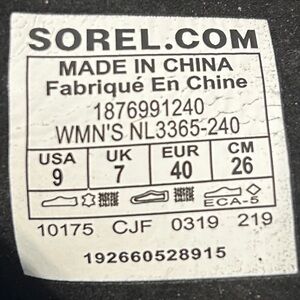 SOREL.COM
MADE IN CHINA
Fabriqué En Chine
1876991240
WMN'S NL3365-240
USA UK EUR CM
9 7 40 26
ECA-5
10175 CJF 0319 219
192660528915